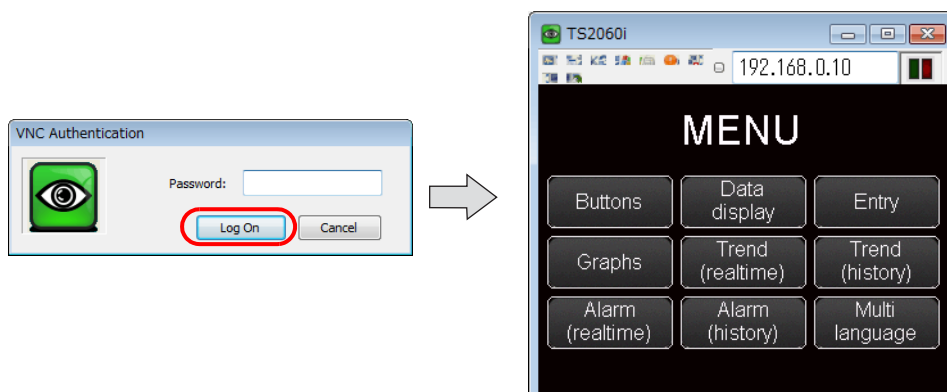 VNC Authentication
Password:
Log On
Cancel
TS2060i
192.168.0.10
MENU
Buttons
Data
display
Entry
Graphs
Trend
(realtime)
Trend
(history)
Alarm
(realtime)
Alarm
(history)
Multi
language